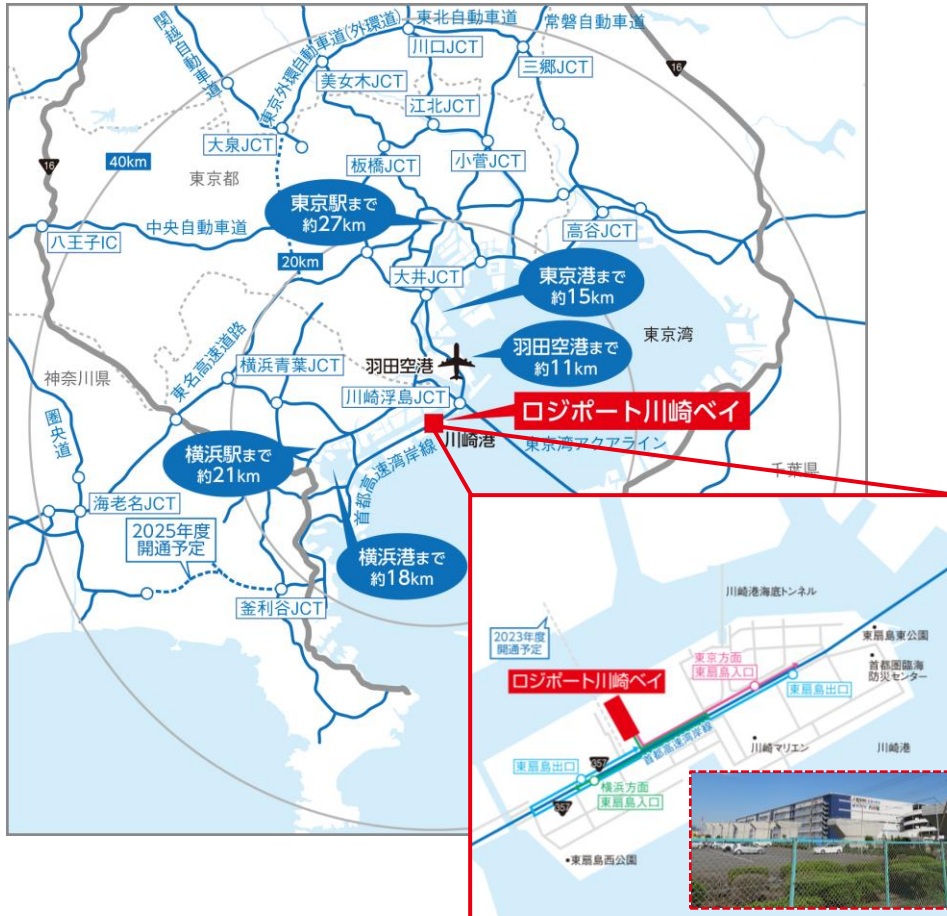 関越自動車道
東京外環自動車道(外環道)
東北自動車道
常磐自動車道
川口JCT
三郷JCT
16
美女木JCT
江北JCT
大泉JCT
板橋JCT
小菅JCT
16
40km
東京都
東京駅まで
約27km
高谷JCT
中央自動車道
八王子IC
20km
大井JCT
東京港まで
約15km
東京湾
羽田空港まで
約11km
羽田空港
東名高速道路
横浜青葉JCT
神奈川県
川崎浮島JCT
ロジポート川崎ベイ
川崎港
東京湾アクアライン
千葉県
圏央道
横浜駅まで
約21km
首都高速湾岸線
海老名JCT
2025年度
開通予定
横浜港まで
約18km
釜利谷JCT
川崎港海底トンネル
2023年度
開通予定
東扇島東公園
東京方面
東扇島入口
首都圏臨海
防災センター
東扇島出口
ロジポート川崎ベイ
首都高速湾岸線
川崎マリエン
川崎港
357
東扇島出口
横浜方面
東扇島入口
357
東扇島西公園